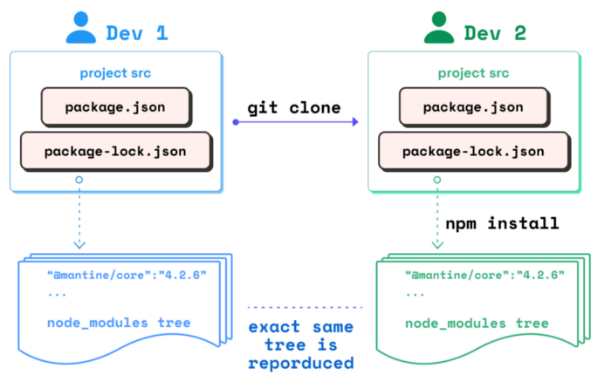 Dev 1
Dev 2
project src
project src
package.json
package.json
package-lock.json
package-lock.json
git clone
npm install
"@mantine/core":"4.2.6"
...
node_modules tree
"@mantine/core":"4.2.6"
...
node_modules tree
exact same
tree is
reporduced